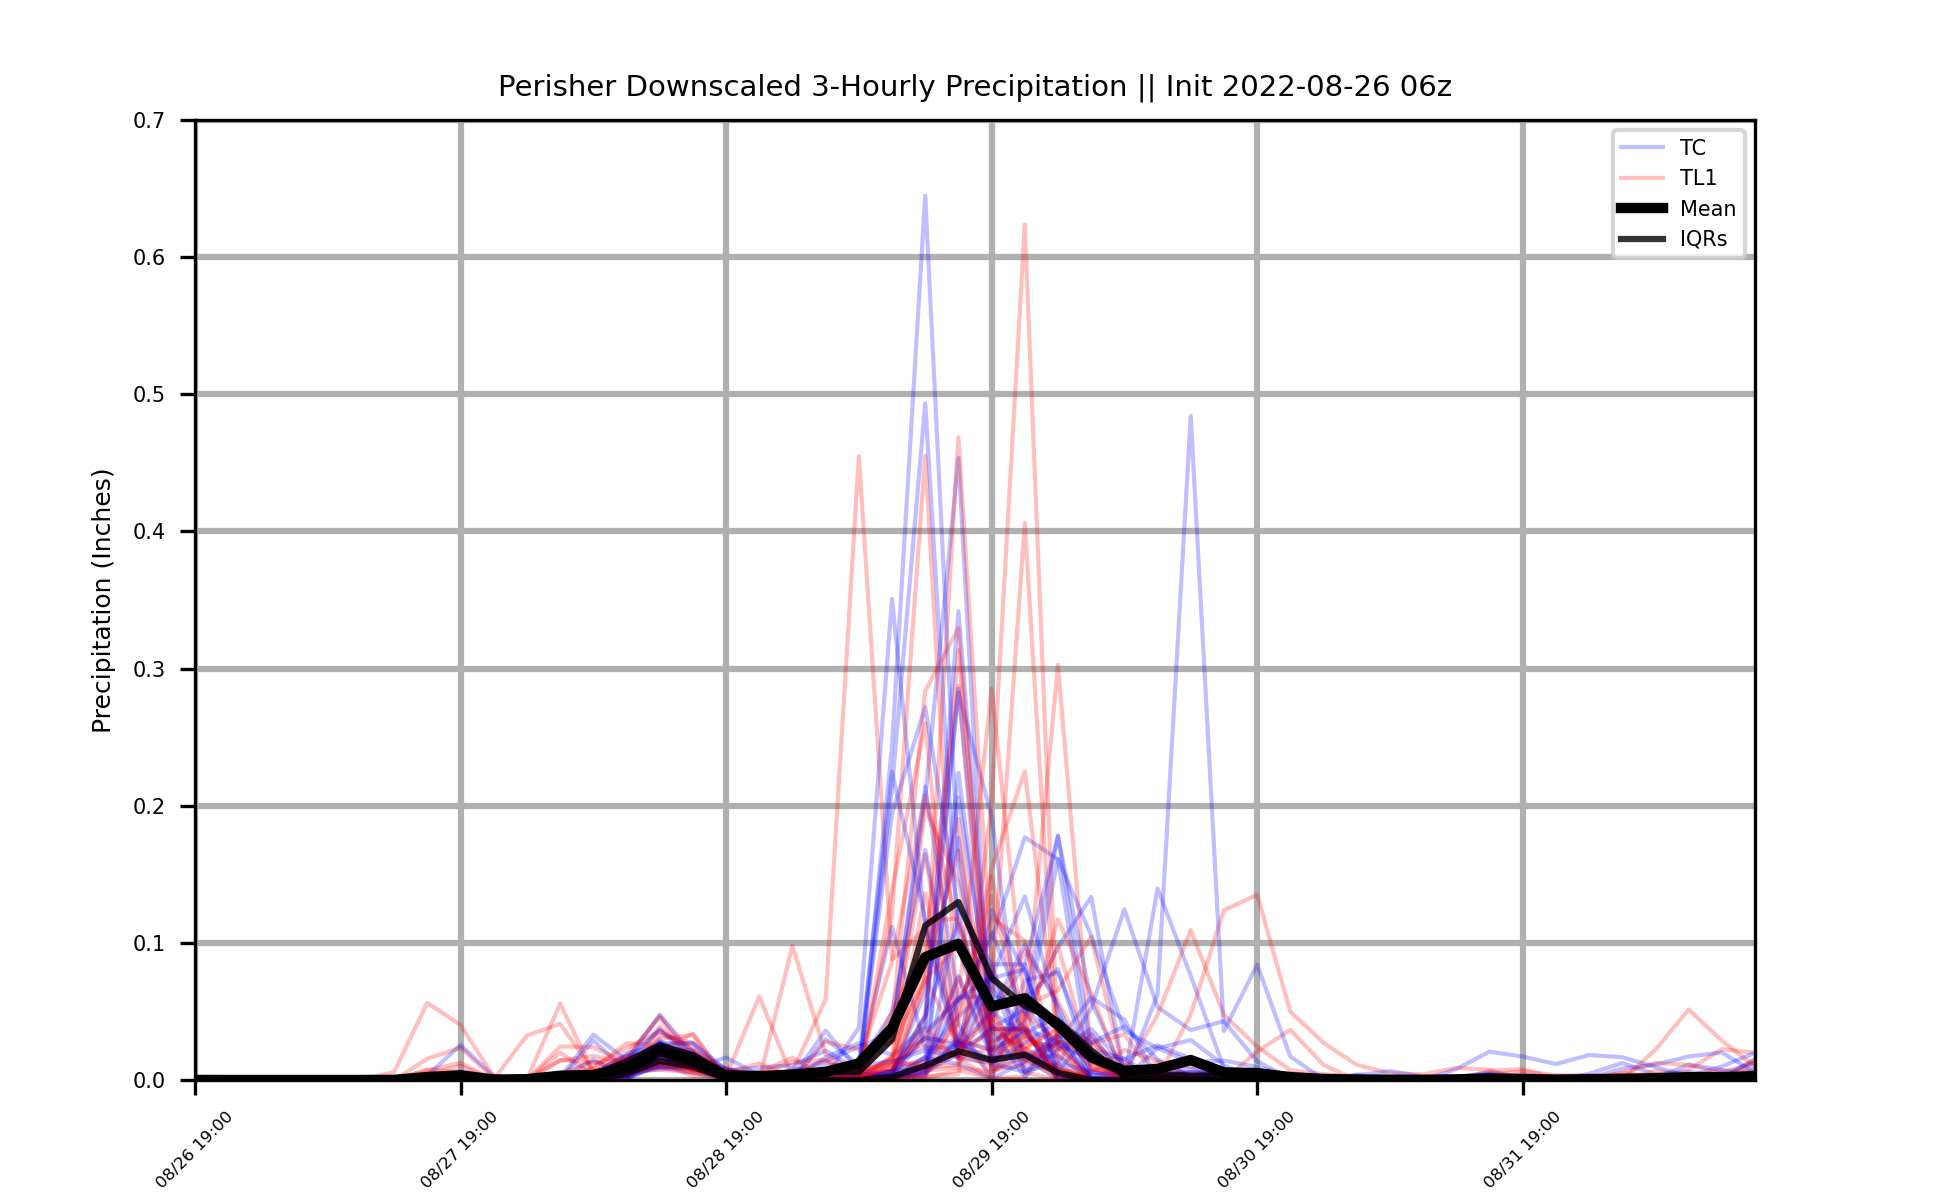 Perisher Downscaled 3-Hourly Precipitation || Init 2022-08-26 06z
0.7
0.6
0.5
0.4
0.3
0.2
0.1
0.0
Precipitation (Inches)
TC
TL1
Mean
IQRs
08/26 19:00
08/27 19:00
08/28 19:00
08/29 19:00
08/30 19:00
08/31 19:00